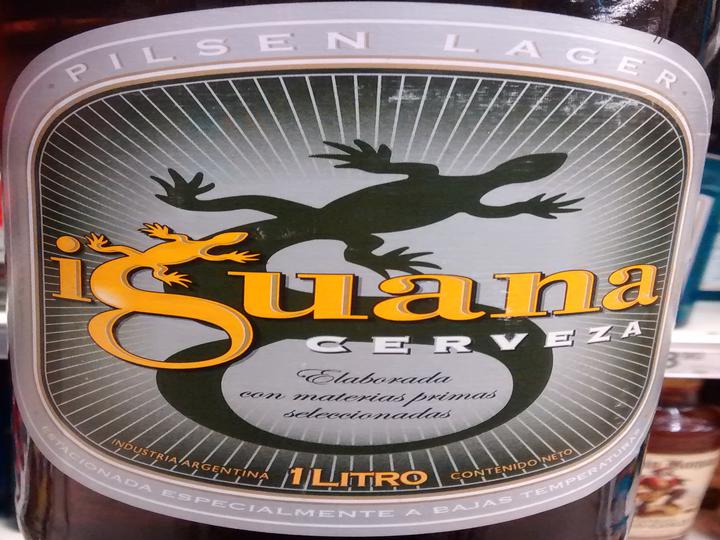 PILSEN LAGER
iguana
CERVEZA
Elaborada
con materias primas
seleccionadas
INDUSTRIA ARGENTINA 1 LITRO CONTENIDO NETO
ESTACIONADA ESPECIALMENTE A BAJAS TEMPERATURAS